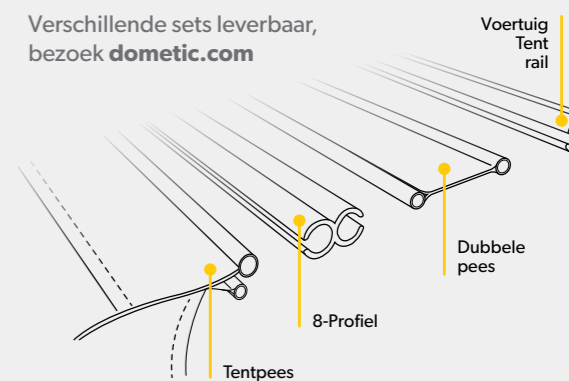 Verschillende sets leverbaar,
bezoek dometic.com
Voertuig
Tent
rail
Dubbele
pees
8-Profiel
Tentpees